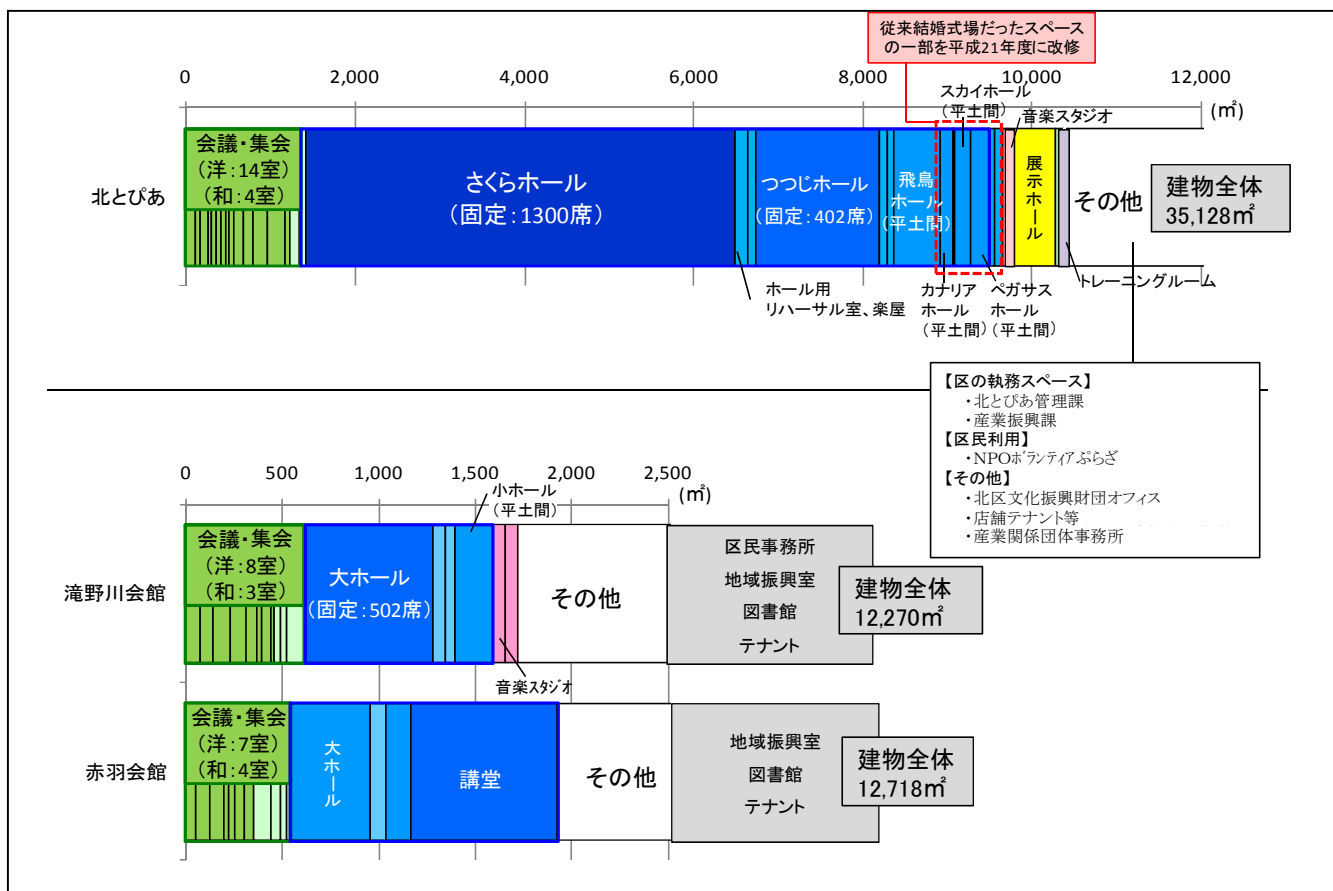 従来結婚式場だったスペース
の一部を平成21年度に改修
0 2,000 4,000 6,000 8,000 10,000 12,000
(㎡)
スカイホール
(平土間)
音楽スタジオ
北とぴあ
会議・集会
(洋:14室)
(和:4室)
さくらホール
(固定:1300席)
つつじホール
(固定:402席)
飛鳥
ホール
(平土間)
展示ホール
その他
建物全体
35,128㎡
ホール用
リハーサル室、楽屋
カナリア
ホール
(平土間)
ペガサス
ホール
(平土間)
トレーニングルーム
【区の執務スペース】
・北とぴあ管理課
・産業振興課
【区民利用】
・NPOボランティアぷらざ
【その他】
・北区文化振興財団オフィス
・店舗テナント等
・産業関係団体事務所
0 500 1,000 1,500 2,000 2,500
(㎡)
小ホール
(平土間)
滝野川会館
会議・集会
(洋:8室)
(和:3室)
大ホール
(固定:502席)
その他
区民事務所
地域振興室
図書館
テナント
建物全体
12,270㎡
音楽スタジオ
赤羽会館
会議・集会
(洋:7室)
(和:4室)
大ホール
講堂
その他
地域振興室
図書館
テナント
建物全体
12,718㎡